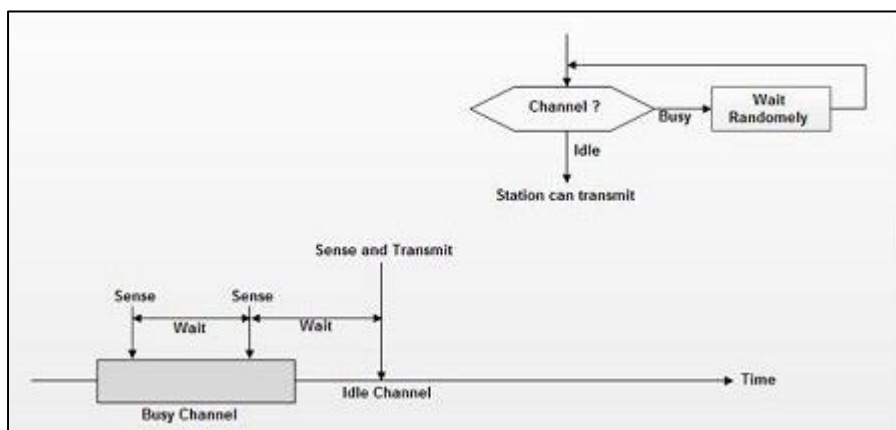 Channel ?
Busy
Wait
Randomely
Idle
Station can transmit
Sense and Transmit
Sense
Sense
Wait
Wait
Time
Idle Channel
Busy Channel